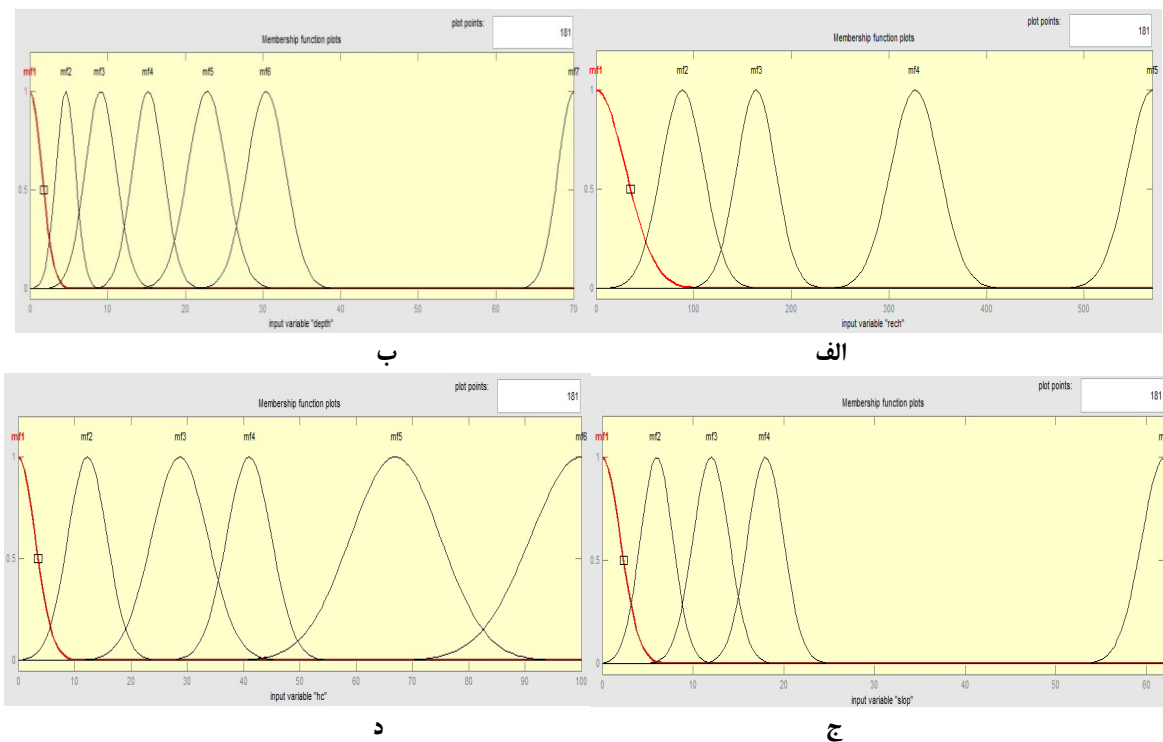 plot points: 181
Membership function plots
mf1 mf2 mf3 mf4 mf5 mf6 mf7
1
0.5
0
0 10 20 30 40 50 60 70
input variable "depth"
ب
plot points: 181
Membership function plots
mf1 mf2 mf3 mf4 mf5
1
0.5
0
0 100 200 300 400 500
input variable "rech"
الف
plot points: 181
Membership function plots
mf1 mf2 mf3 mf4 mf5 mf6
1
0.5
0
0 10 20 30 40 50 60 70 80 90 100
input variable "hc"
د
plot points: 181
Membership function plots
mf1 mf2 mf3 mf4
1
0.5
0
0 10 20 30 40 50 60
input variable "slop"
ج